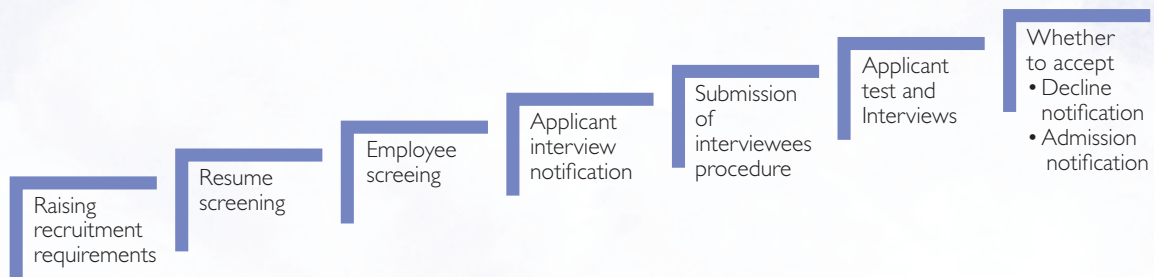 Raising
recruitment
requirements
Resume
screening
Employee
screeing
Applicant
interview
notification
Submission
of
interviewees
procedure
Applicant
test and
Interviews
Whether
to accept
• Decline
notification
• Admission
notification